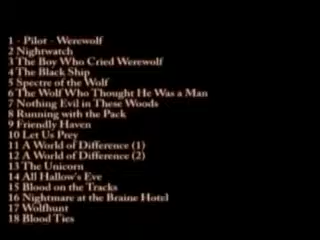 1 - Pilot - Werewolf
2 Nightwatch
3 The Boy Who Cried Werewolf
4 The Black Ship
5 Spectre of the Wolf
6 The Wolf Who Thought He Was a Man
7 Nothing Evil in These Woods
8 Running with the Pack
9 Friendly Haven
10 Let Us Prey
11 A World of Difference (1)
12 A World of Difference (2)
13 The Unicorn
14 All Hallow's Eve
15 Blood on the Tracks
16 Nightmare at the Braine Hotel
17 Wolfhunt
18 Blood Ties